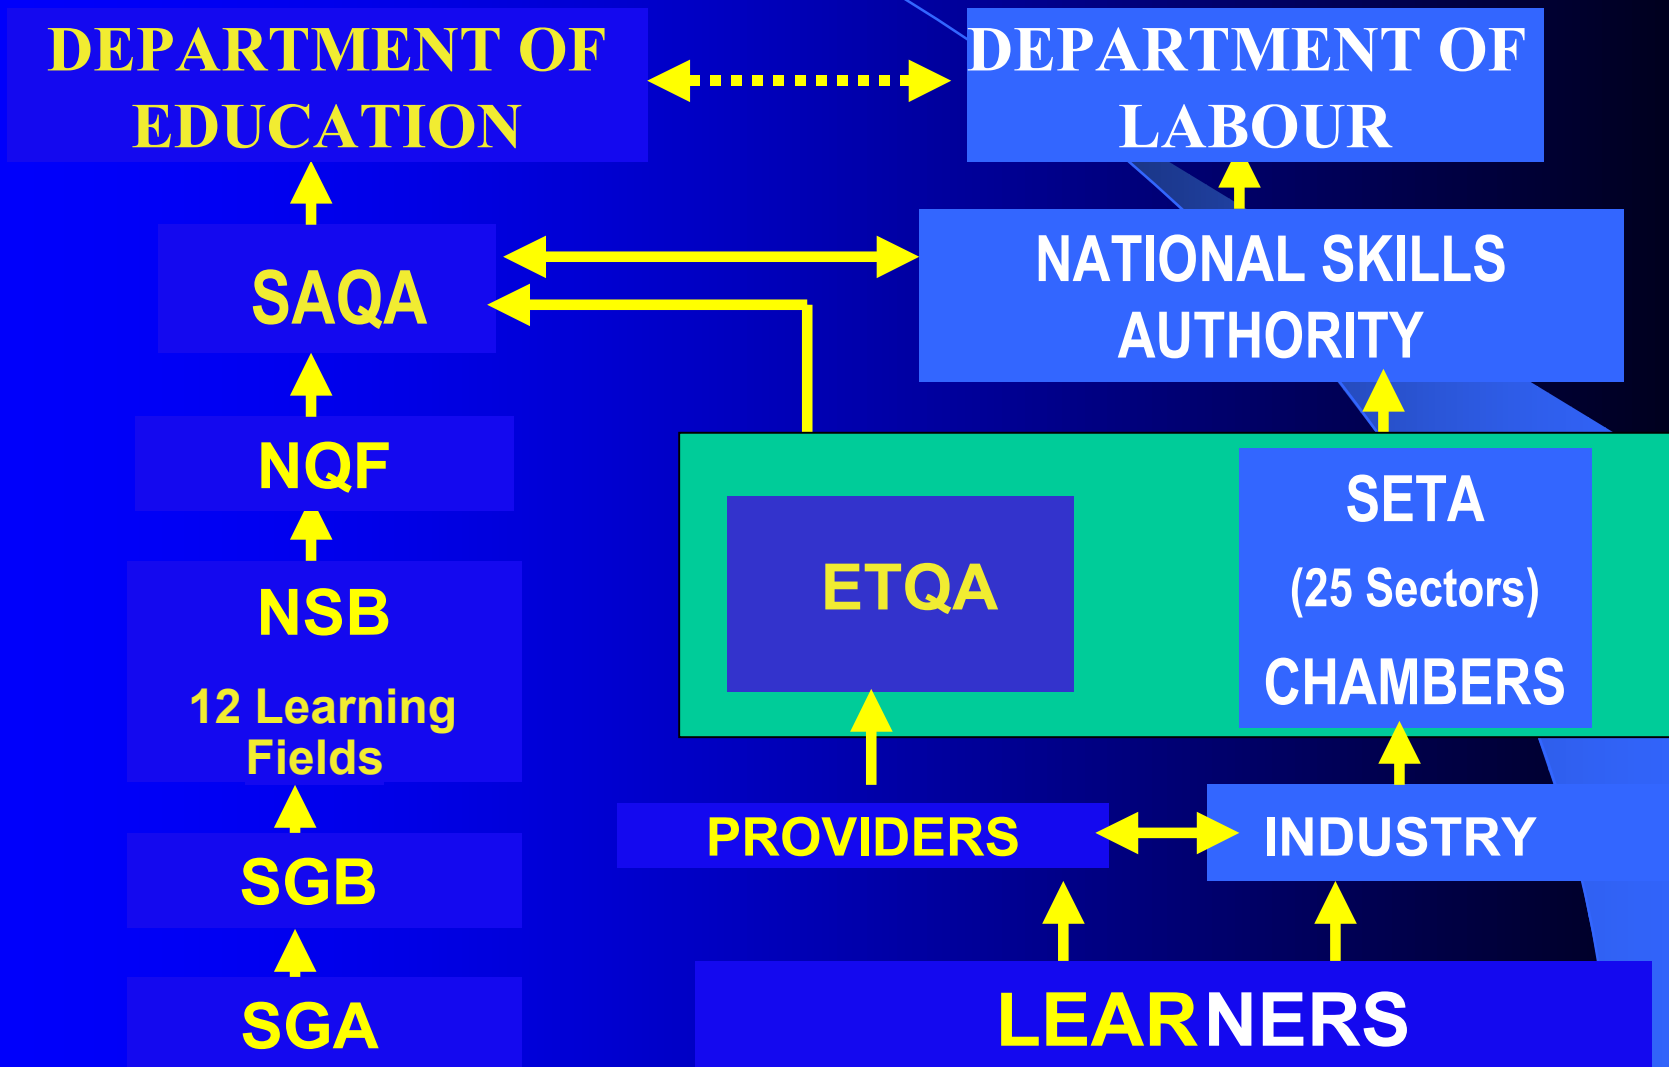 DEPARTMENT OF
EDUCATION
DEPARTMENT OF
LABOUR
SAQA
NATIONAL SKILLS
AUTHORITY
NQF
NSB
12 Learning
Fields
SGB
SGA
ETQA
SETA
(25 Sectors)
CHAMBERS
PROVIDERS
INDUSTRY
LEARNERS